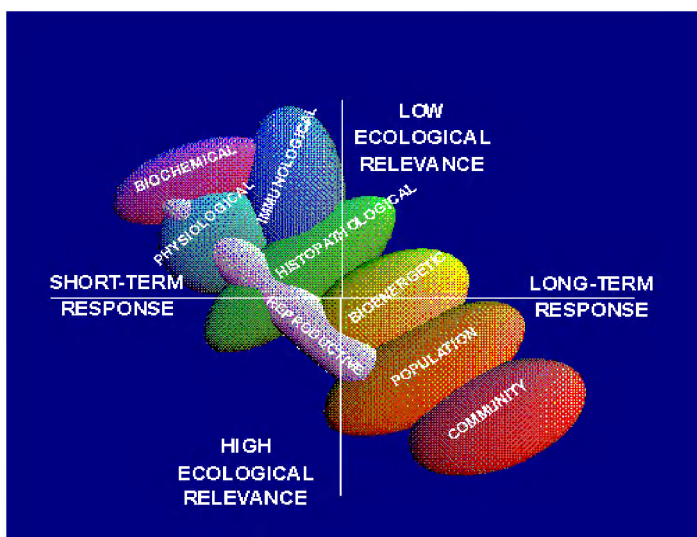 LOW
ECOLOGICAL
RELEVANCE
BIOCHEMICAL
IMMUNOLOGICAL
PHYSIOLOGICAL
HISTOPATHOLOGICAL
SHORT-TERM
RESPONSE
REPRODUCTIVE
BIOENERGETIC
LONG-TERM
RESPONSE
POPULATION
COMMUNITY
HIGH
ECOLOGICAL
RELEVANCE